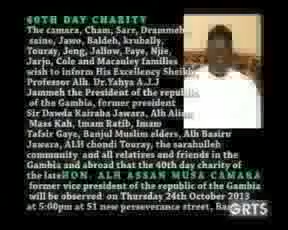 40TH DAY CHARITY
The camara, Cham, Sarr, Drammeh
saine, Jawo, Baldeh, krubally,
Touray, Jeng, Jallow, Faye, Njie,
Jarju, Cole and Macauley families
wish to inform His Excellency Sheikh
Professor Alh. Dr.Yahya A.J.J
Jammeh the President of the republic
of the Gambia, former president
Sir Dawda Kairaba Jawara, Alh Alieu
Mass Kah, Imam Ratib, Imam
Tafsir Gaye, Banjul Muslim elders, Alh Basiru
Jawara, ALH chondi Touray, the sarahulleh
community and all relatives and friends in the
Gambia and abroad that the 40th day charity of
the late HON. ALH ASSAN MUSA CAMARA
former vice president of the republic of the Gambia
will be observed on Thursday 24th October 2013
at 5:00pm at 51 new perseverance street,
GRTS